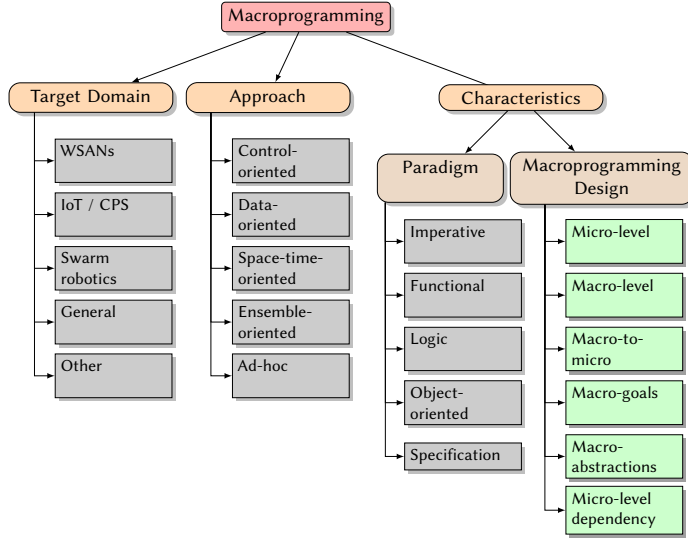 Macroprogramming
Target Domain
WSANs
IoT / CPS
Swarm
robotics
General
Other
Approach
Control-
oriented
Data-
oriented
Space-time-
oriented
Ensemble-
oriented
Ad-hoc
Characteristics
Paradigm
Imperative
Functional
Logic
Object-
oriented
Specification
Macroprogramming
Design
Micro-level
Macro-level
Macro-to-
micro
Macro-goals
Macro-
abstractions
Micro-level
dependency